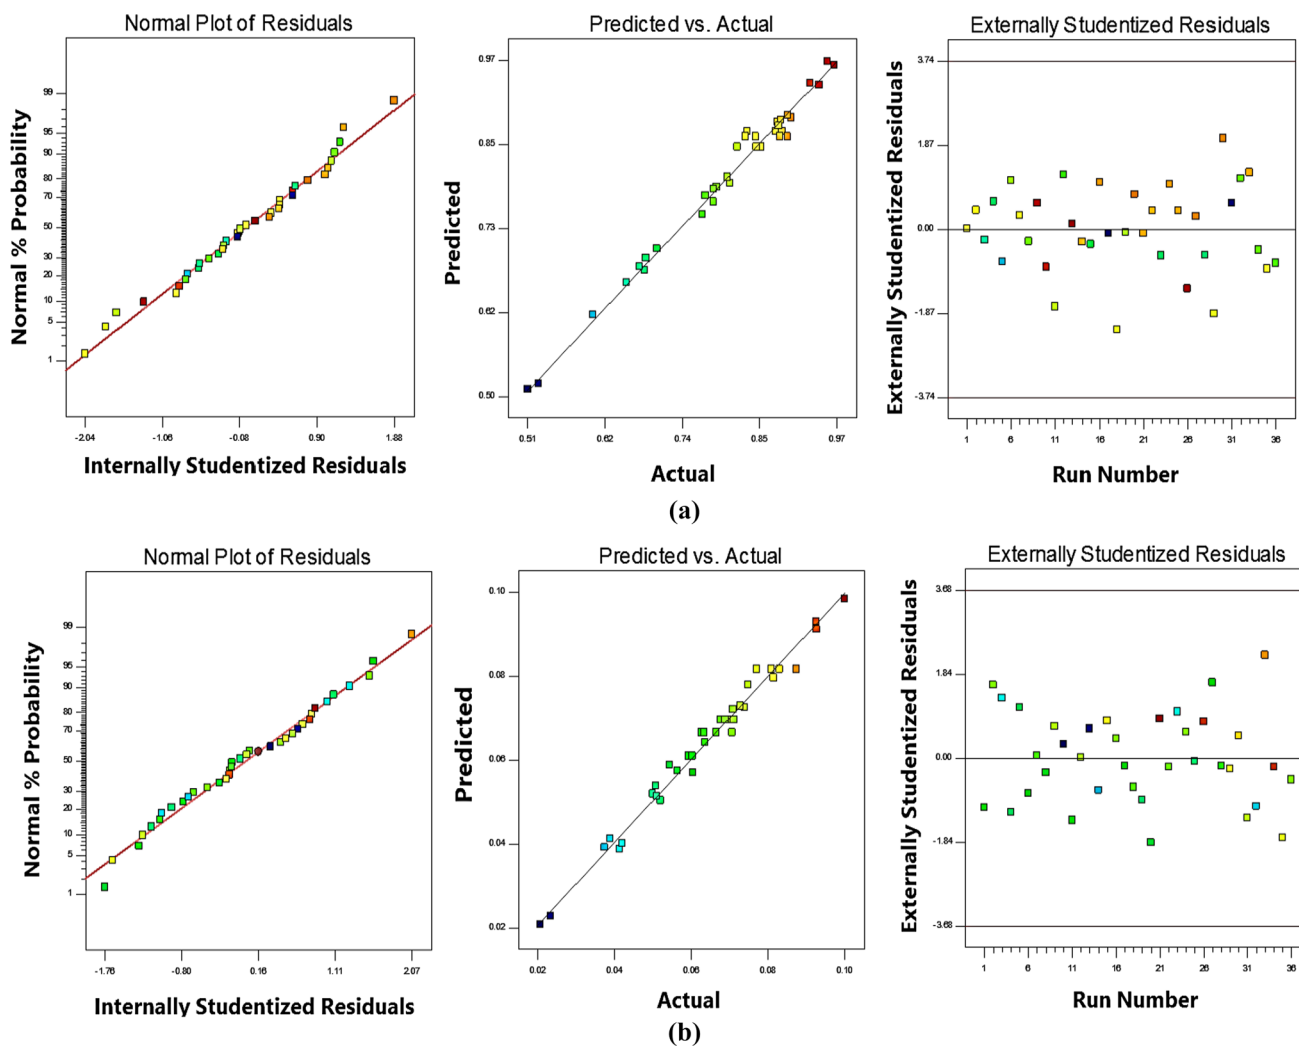 Normal Plot of Residuals
Normal % Probability
99
95
90
80
70
50
30
20
10
5
1
-2.04 -1.06 -0.08 0.90 1.88
Internally Studentized Residuals
Predicted vs. Actual
Predicted
0.97
0.85
0.73
0.62
0.50
0.51 0.62 0.74 0.85 0.97
Actual
Externally Studentized Residuals
Externally Studentized Residuals
3.74
1.87
0.00
-1.87
-3.74
1 6 11 16 21 26 31 36
Run Number
(a)
Normal Plot of Residuals
Normal % Probability
99
95
90
80
70
50
30
20
10
5
1
-1.76 -0.80 0.16 1.11 2.07
Internally Studentized Residuals
Predicted vs. Actual
Predicted
0.10
0.08
0.06
0.04
0.02
0.02 0.04 0.06 0.08 0.10
Actual
Externally Studentized Residuals
Externally Studentized Residuals
3.68
1.84
0.00
-1.84
-3.68
1 6 11 16 21 26 31 36
Run Number
(b)